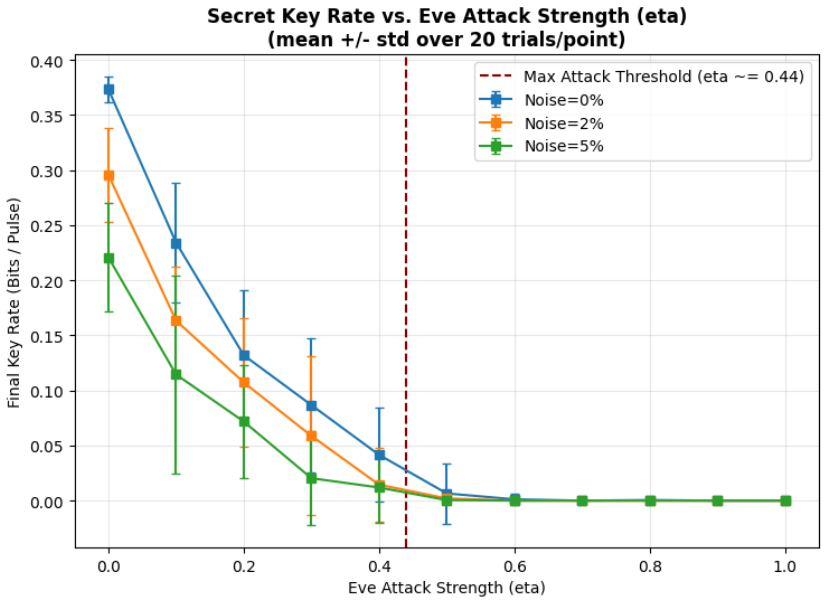 Secret Key Rate vs. Eve Attack Strength (eta)
(mean +/- std over 20 trials/point)
Max Attack Threshold (eta ~= 0.44)
Noise=0%
Noise=2%
Noise=5%
Final Key Rate (Bits / Pulse)
0.40
0.35
0.30
0.25
0.20
0.15
0.10
0.05
0.00
0.0 0.2 0.4 0.6 0.8 1.0
Eve Attack Strength (eta)